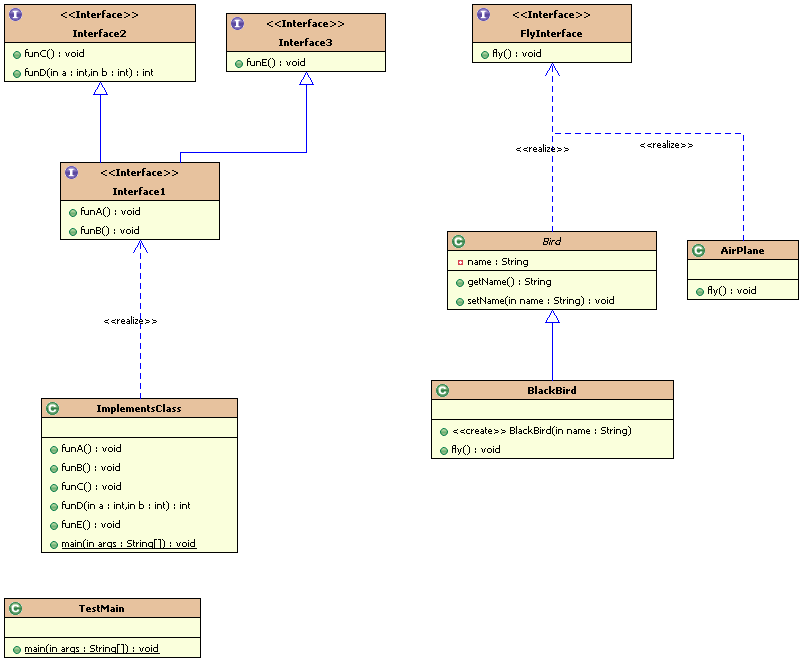 I
<<Interface>>
Interface2
funC() : void
funD(in a : int,in b : int) : int
I
<<Interface>>
Interface3
funE() : void
I
<<Interface>>
FlyInterface
fly() : void
<<realize>>
<<realize>>
I
<<Interface>>
Interface1
funA() : void
funB() : void
<<realize>>
C
Bird
name : String
getName() : String
setName(in name : String) : void
C
AirPlane
fly() : void
C
BlackBird
<<create>> BlackBird(in name : String)
fly() : void
C
ImplementsClass
funA() : void
funB() : void
funC() : void
funD(in a : int,in b : int) : int
funE() : void
main(in args : String[]) : void
C
TestMain
main(in args : String[]) : void